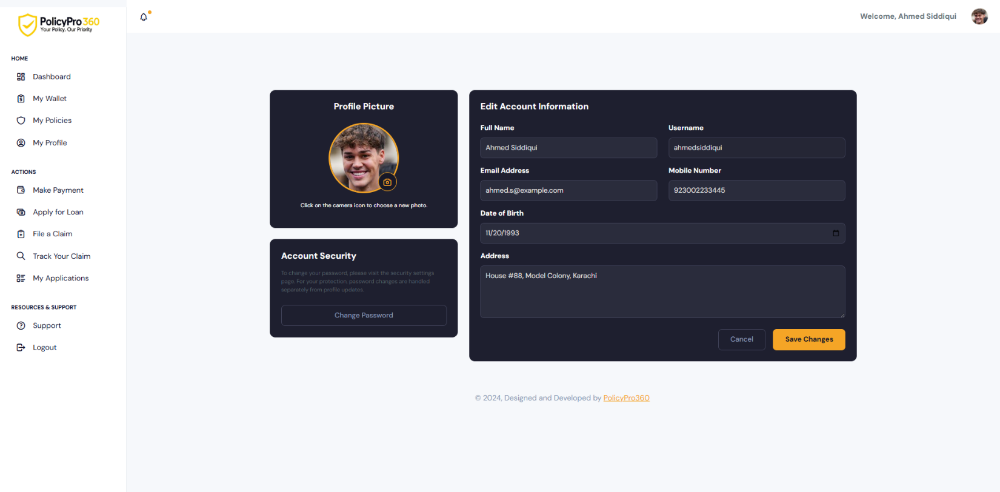 PolicyPro360
Your Policy. Our Priority
Welcome, Ahmed Siddiqui
HOME
Dashboard
My Wallet
My Policies
My Profile
ACTIONS
Make Payment
Apply for Loan
File a Claim
Track Your Claim
My Applications
RESOURCES & SUPPORT
Support
Logout
Profile Picture
Click on the camera icon to choose a new photo.
Account Security
To change your password, please visit the security settings
page. For your protection, password changes are handled
separately from profile updates.
Change Password
Edit Account Information
Full Name
Ahmed Siddiqui
Username
ahmedsiddiqui
Email Address
ahmed.s@example.com
Mobile Number
923002233445
Date of Birth
11/20/1993
Address
House #88, Model Colony, Karachi
Cancel
Save Changes
© 2024, Designed and Developed by PolicyPro360